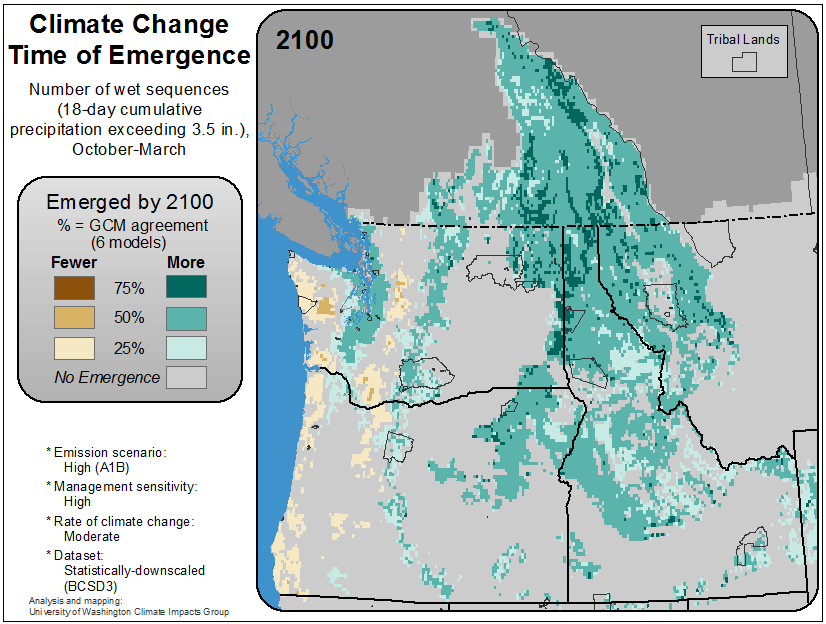 Climate Change
Time of Emergence
Number of wet sequences
(18-day cumulative
precipitation exceeding 3.5 in.),
October-March
Emerged by 2100
% = GCM agreement
(6 models)
Fewer More
75%
50%
25%
No Emergence
* Emission scenario:
High (A1B)
* Management sensitivity:
High
* Rate of climate change:
Moderate
* Dataset:
Statistically-downscaled
(BCSD3)
Analysis and mapping:
University of Washington Climate Impacts Group
2100
Tribal Lands